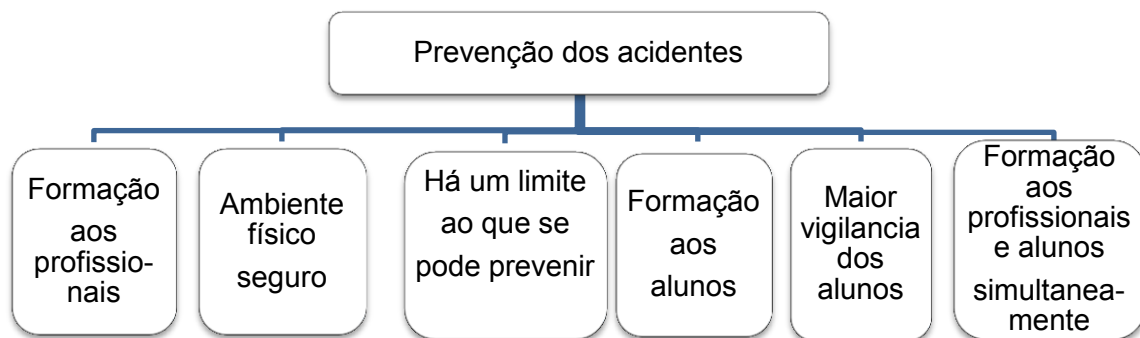 Prevenção dos acidentes
Formação
aos
profissio-
nais
Ambiente
físico
seguro
Há um limite
ao que se
pode prevenir
Formação
aos
alunos
Maior
vigilancia
dos
alunos
Formação
aos
profissionais
e alunos
simultanea-
mente